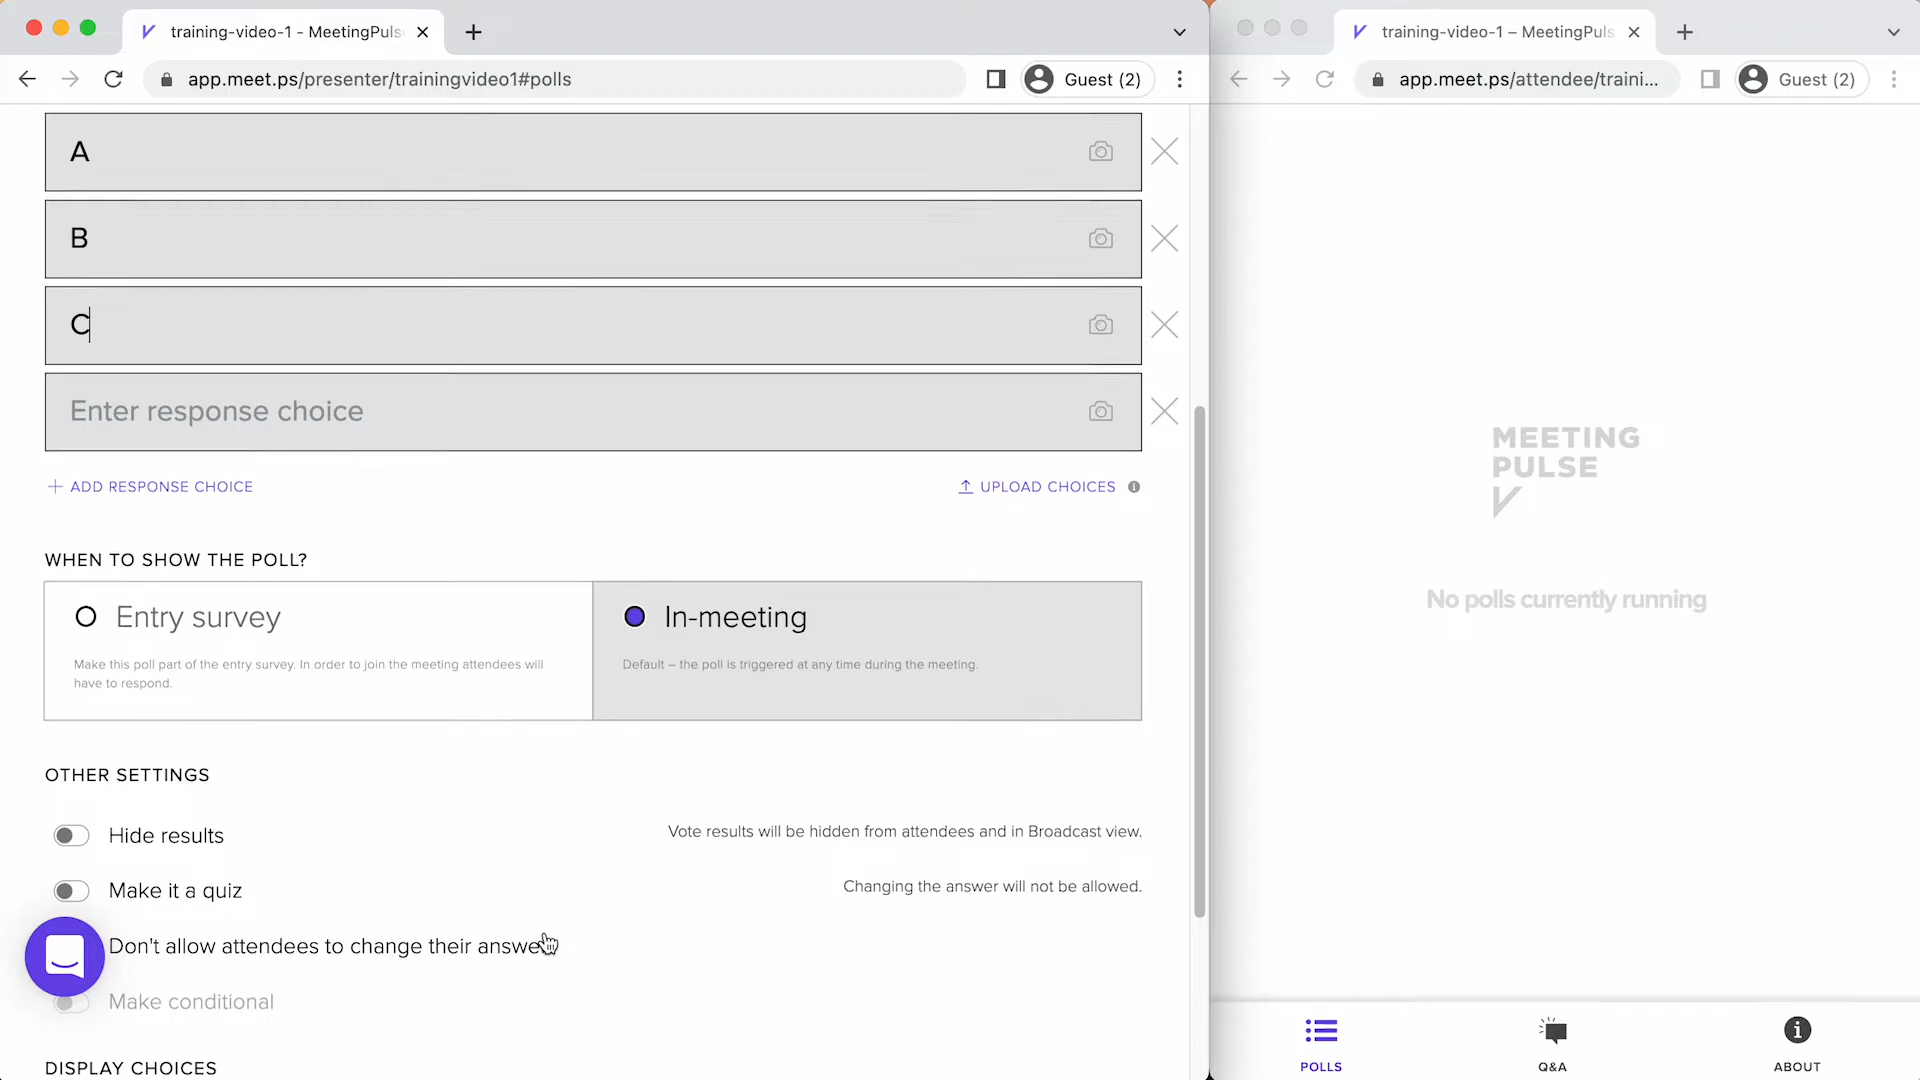 training-video-1 - MeetingPuls
app.meet.ps/presenter/trainingvideo1#polls
Guest (2)
A
B
C
Enter response choice
ADD RESPONSE CHOICE
UPLOAD CHOICES
WHEN TO SHOW THE POLL?
Entry survey
Make this poll part of the entry survey. In order to join the meeting attendees will
have to respond.
In-meeting
Default – the poll is triggered at any time during the meeting.
OTHER SETTINGS
Hide results
Vote results will be hidden from attendees and in Broadcast view.
Make it a quiz
Changing the answer will not be allowed.
Don't allow attendees to change their answer
Make conditional
DISPLAY CHOICES
training-video-1 – MeetingPuls
app.meet.ps/attendee/traini...
Guest (2)
MEETING
PULSE
No polls currently running
POLLS
Q&A
ABOUT